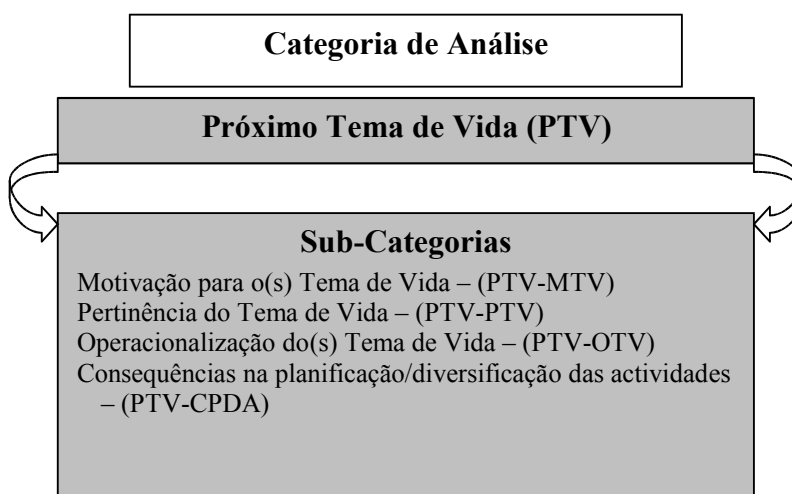 Categoria de Análise
Próximo Tema de Vida (PTV)
Sub-Categorias
Motivação para o(s) Tema de Vida – (PTV-MTV)
Pertinência do Tema de Vida – (PTV-PTV)
Operacionalização do(s) Tema de Vida – (PTV-OTV)
Consequências na planificação/diversificação das actividades
– (PTV-CPDA)